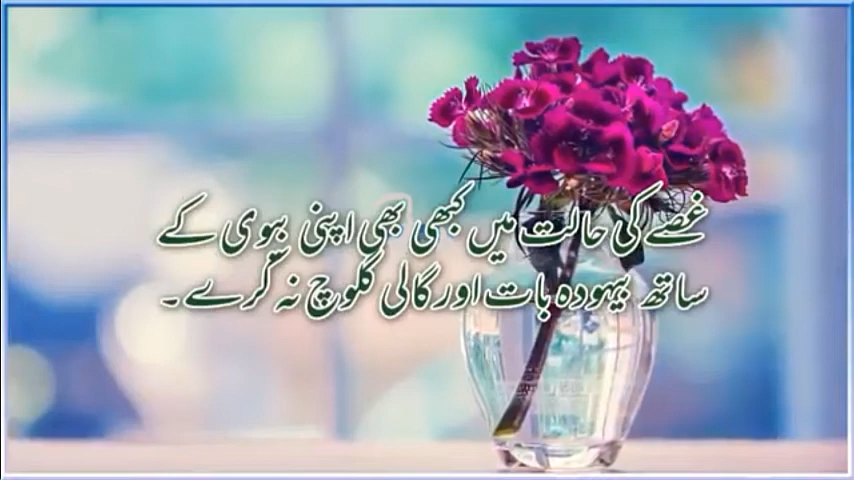 غصے کی حالت میں کبھی بھی اپنی بیوی کے
ساتھ بیہودہ بات اور گالی گلوچ نہ کرے ۔